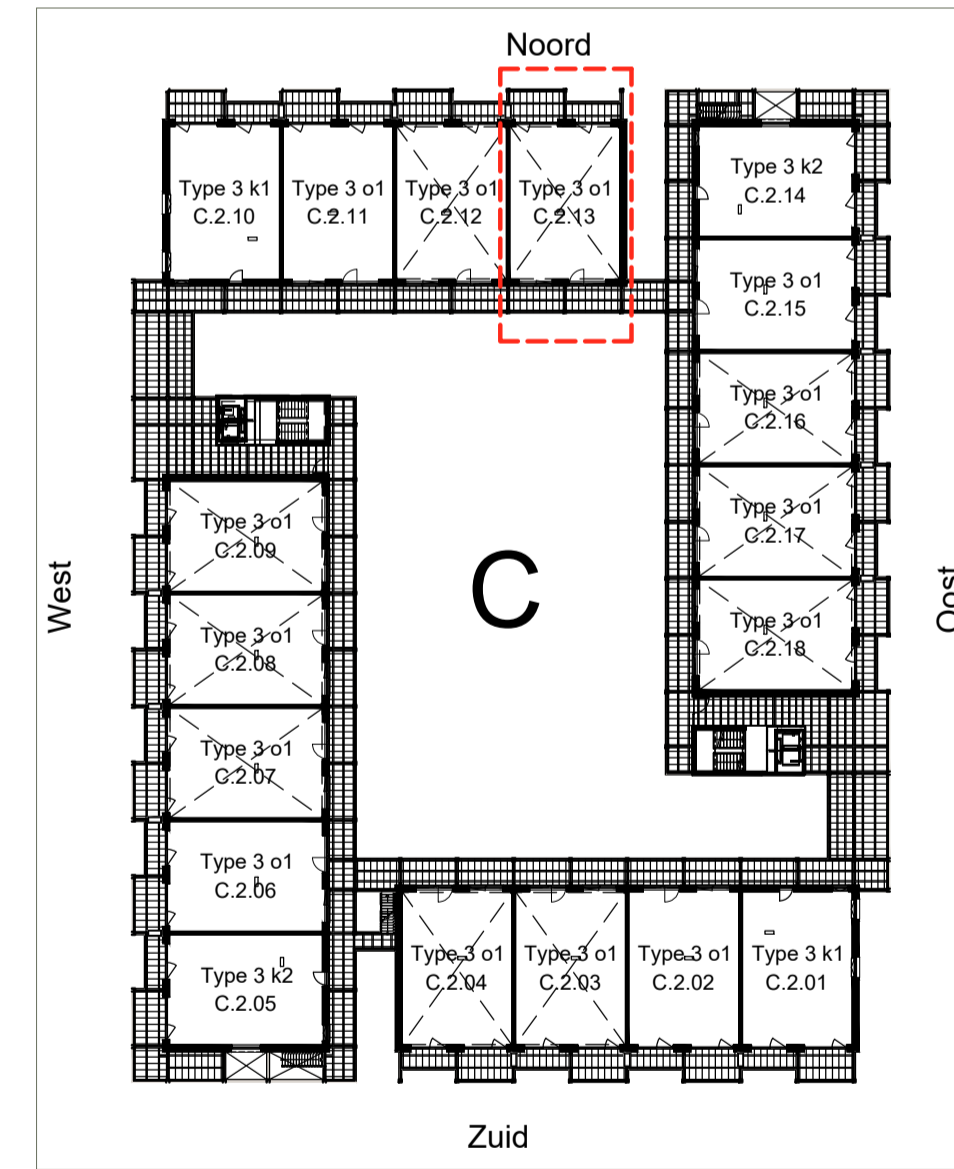 Noord
Type 3 k1
C.2.10
Type 3 o1
C.2.11
Type 3 o1
C.2.12
Type 3 o1
C.2.13
Type 3 k2
C.2.14
Type 3 o1
C.2.15
Type 3 o1
C.2.16
Type 3 o1
C.2.17
Type 3 o1
C.2.18
Type 3 o1
C.2.09
Type 3 o1
C.2.08
Type 3 o1
C.2.07
Type 3 o1
C.2.06
Type 3 k2
C.2.05
West
C
Oost
Type 3 o1
C.2.04
Type 3 o1
C.2.03
Type 3 o1
C.2.02
Type 3 k1
C.2.01
Zuid